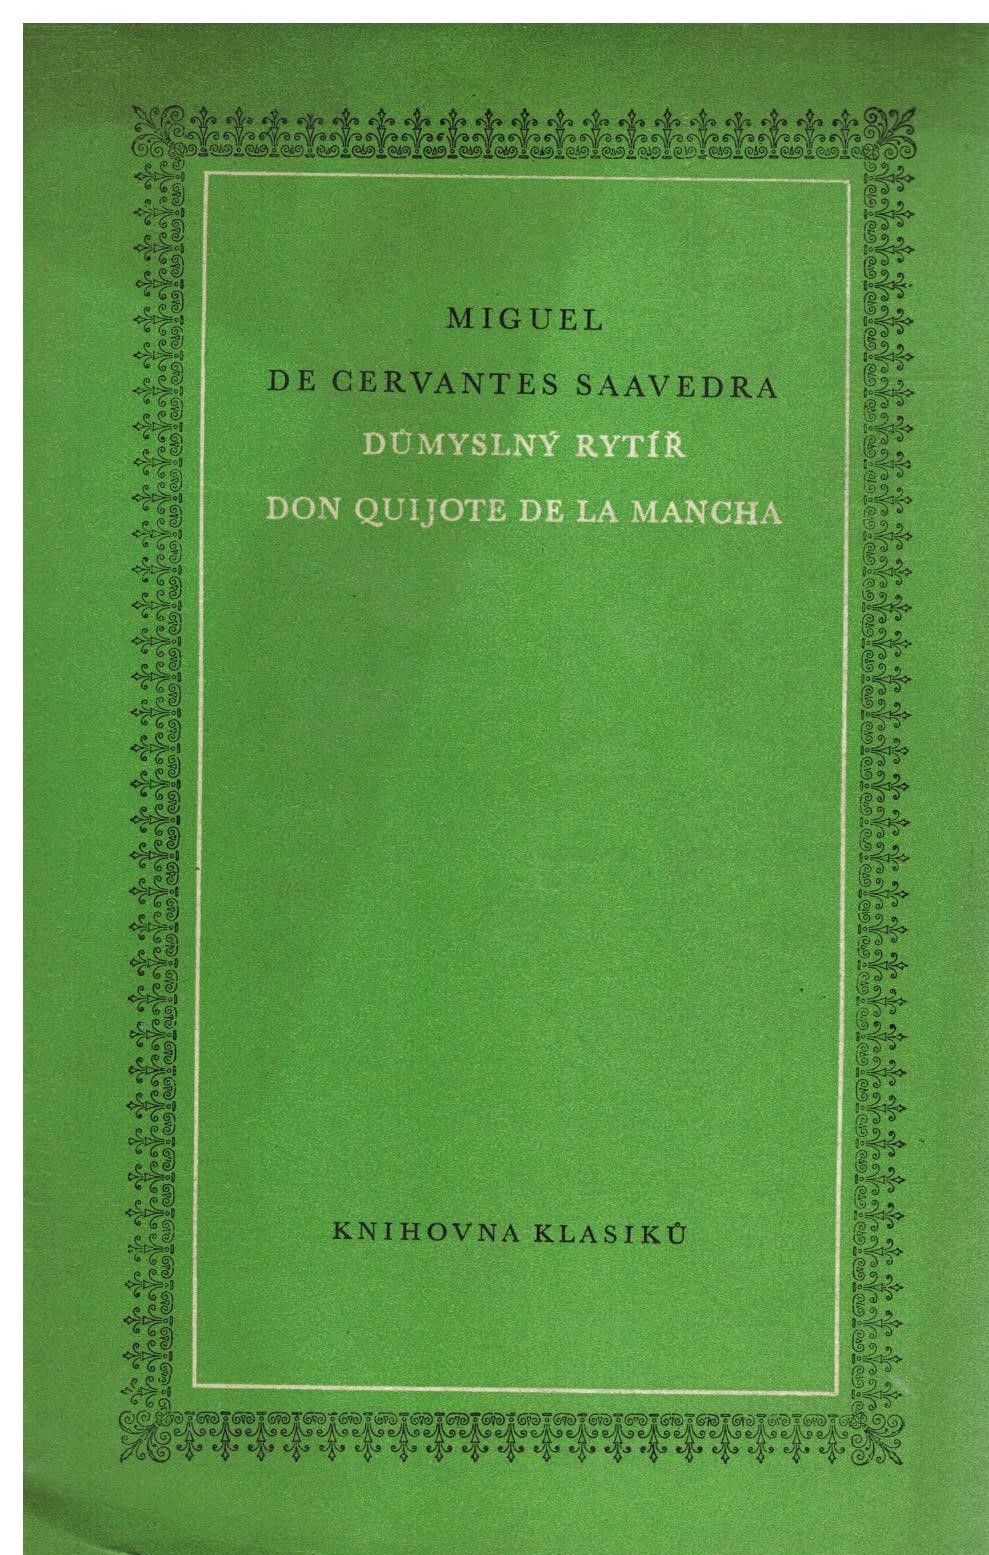 MIGUEL
DE CERVANTES SAAVEDRA
DŮMYSLNÝ RYTÍŘ
DON QUIJOTE DE LA MANCHA
KNIHOVNA KLASIKŮ